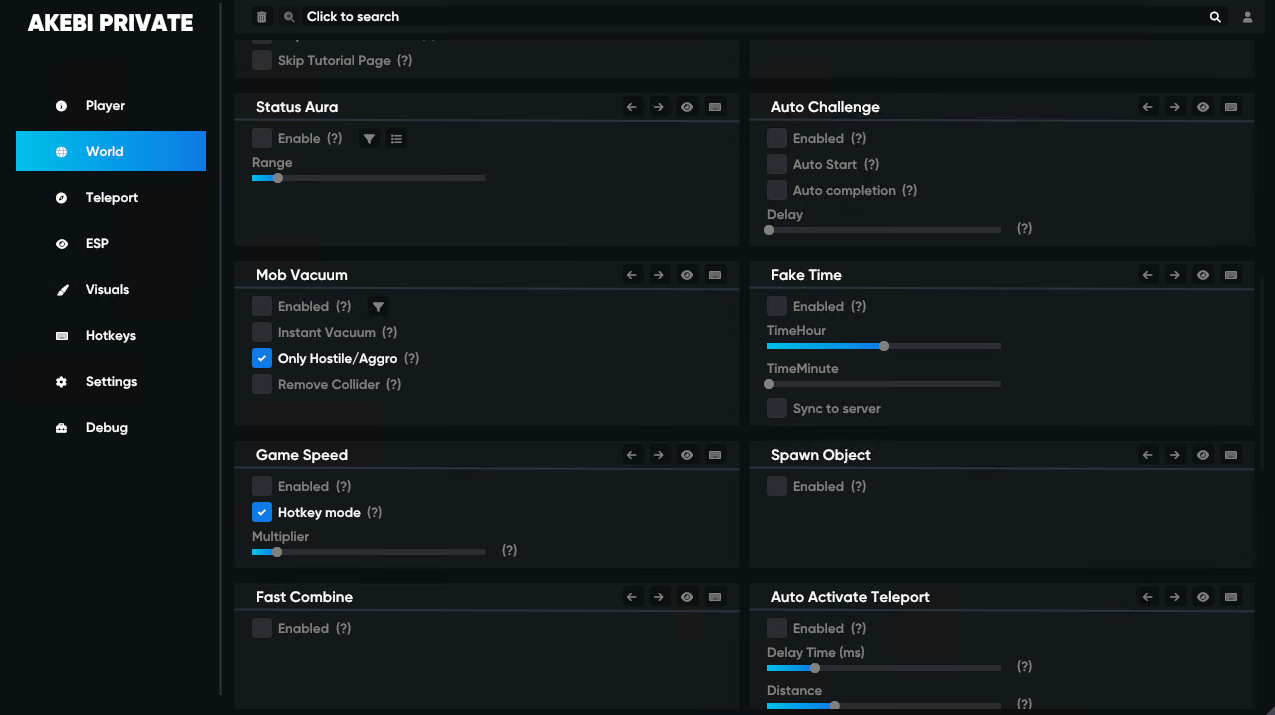 AKEBI PRIVATE
Click to search
Player
World
Teleport
ESP
Visuals
Hotkeys
Settings
Debug
Skip Tutorial Page (?)
Status Aura
Enable (?)
Range
Auto Challenge
Enabled (?)
Auto Start (?)
Auto completion (?)
Delay
(?)
Mob Vacuum
Enabled (?)
Instant Vacuum (?)
Only Hostile/Aggro (?)
Remove Collider (?)
Fake Time
Enabled (?)
TimeHour
TimeMinute
Sync to server
Game Speed
Enabled (?)
Hotkey mode (?)
Multiplier
(?)
Spawn Object
Enabled (?)
Fast Combine
Enabled (?)
Auto Activate Teleport
Enabled (?)
Delay Time (ms)
(?)
Distance
(?)